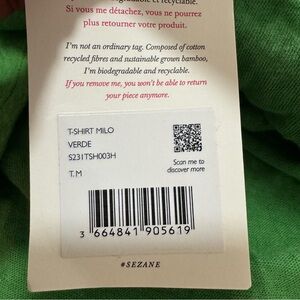 et recyclable.
Si vous me détachez, vous ne pourrez
plus retourner votre produit.
I'm not an ordinary tag. Composed of cotton
recycled fibres and sustainable grown bamboo,
I'm biodegradable and recyclable.
If you remove me, you won't be able to return
your piece anymore.
T-SHIRT MILO
VERDE
S231TSH003H
T. M
Scan me to
discover more
3 664841 905619
#SEZANE